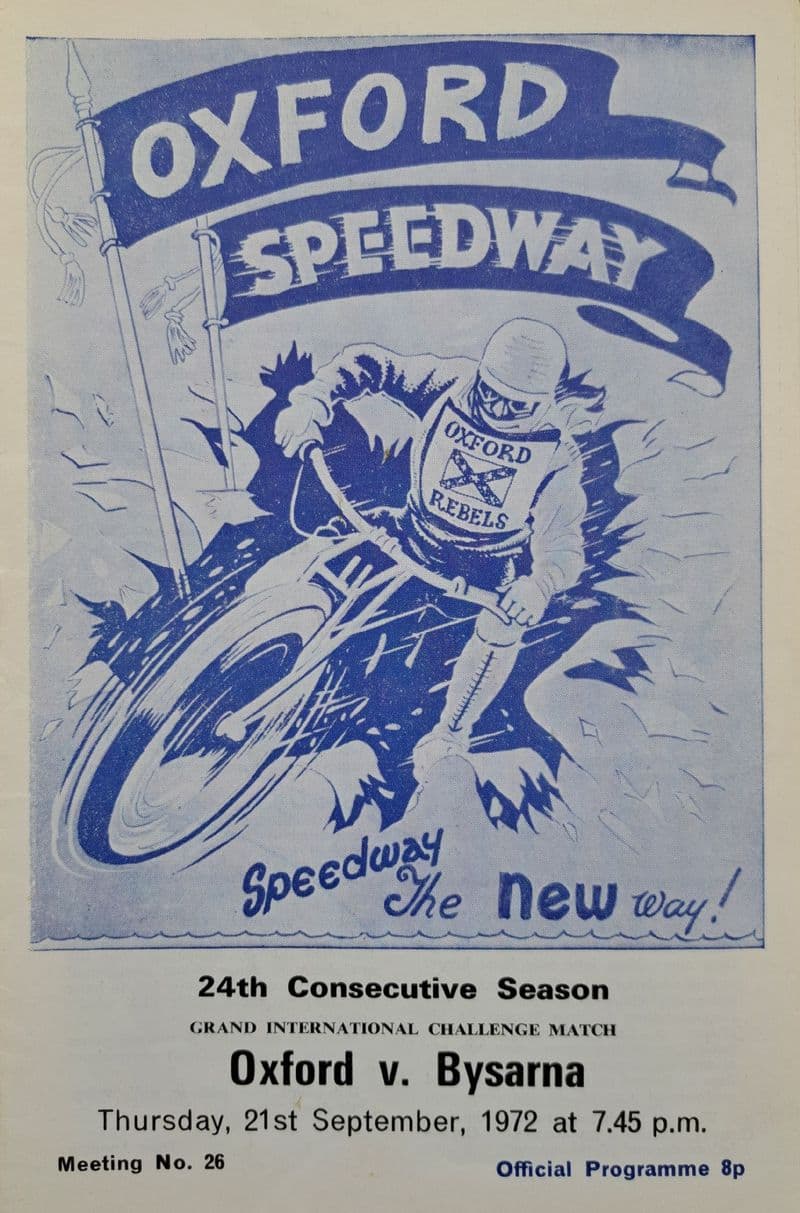 OXFORD
SPEEDWAY
OXFORD
REBELS
Speedway
The new way!
24th Consecutive Season
GRAND INTERNATIONAL CHALLENGE MATCH
Oxford v. Bysarna
Thursday, 21st September, 1972 at 7.45 p.m.
Meeting No. 26
Official Programme 8p